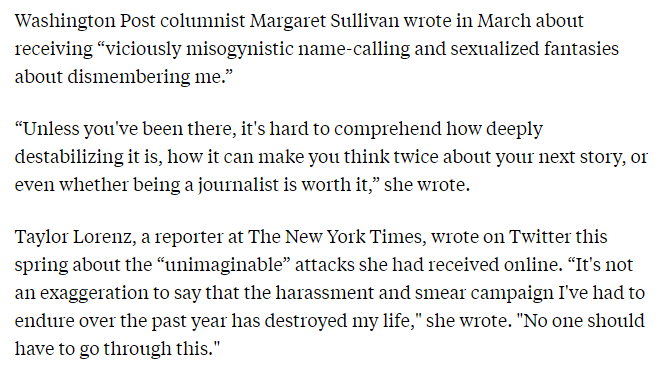 Washington Post columnist Margaret Sullivan wrote in March about
receiving “viciously misogynistic name-calling and sexualized fantasies
about dismembering me.”
“Unless you've been there, it's hard to comprehend how deeply
destabilizing it is, how it can make you think twice about your next story, or
even whether being a journalist is worth it,” she wrote.
Taylor Lorenz, a reporter at The New York Times, wrote on Twitter this
spring about the “unimaginable” attacks she had received online. “It's not
an exaggeration to say that the harassment and smear campaign I've had to
endure over the past year has destroyed my life," she wrote. "No one should
have to go through this."